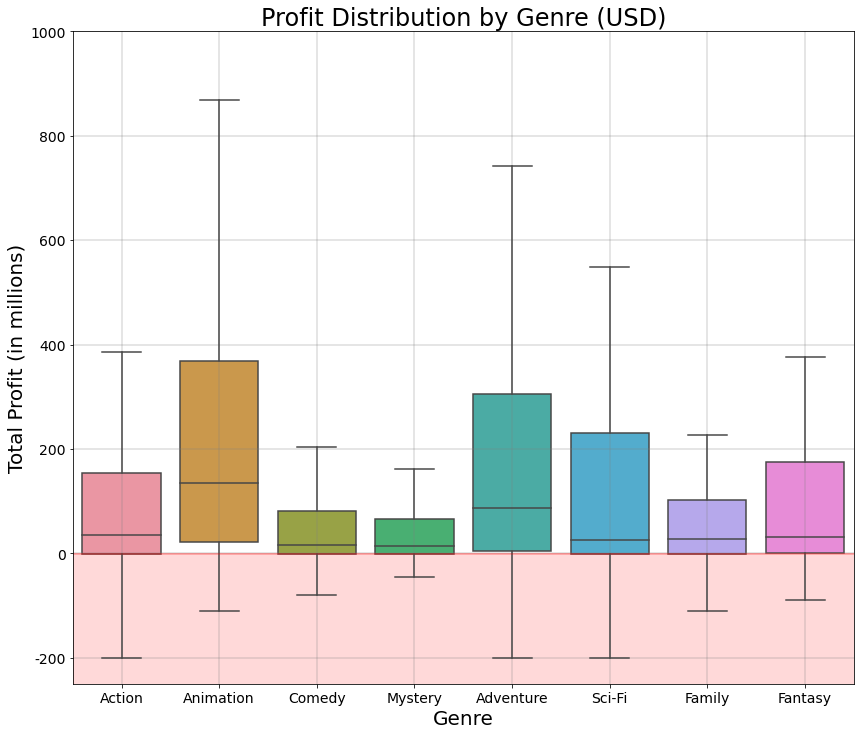 Profit Distribution by Genre (USD)
Total Profit (in millions)
1000
800
600
400
200
0
-200
Action Animation Comedy Mystery Adventure Sci-Fi Family Fantasy
Genre